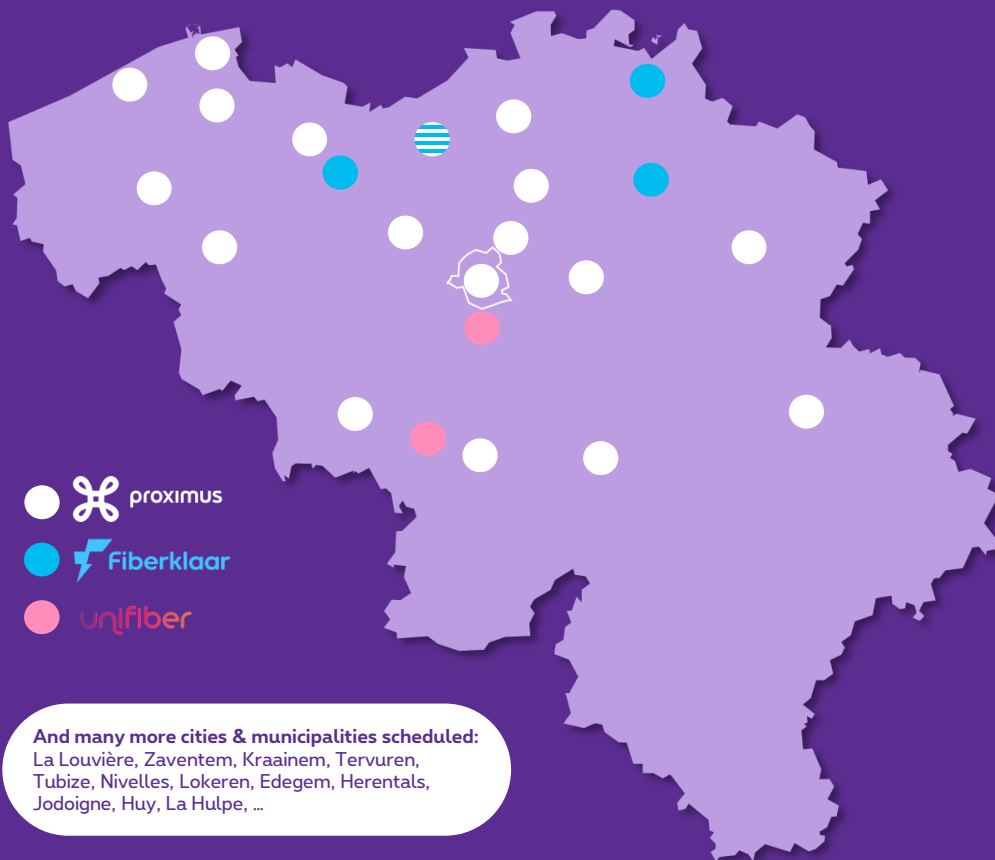 proximus
Fiberklaar
unifiber
And many more cities & municipalities scheduled:
La Louvière, Zaventem, Kraainem, Tervuren,
Tubize, Nivelles, Lokeren, Edegem, Herentals,
Jodoigne, Huy, La Hulpe, ...